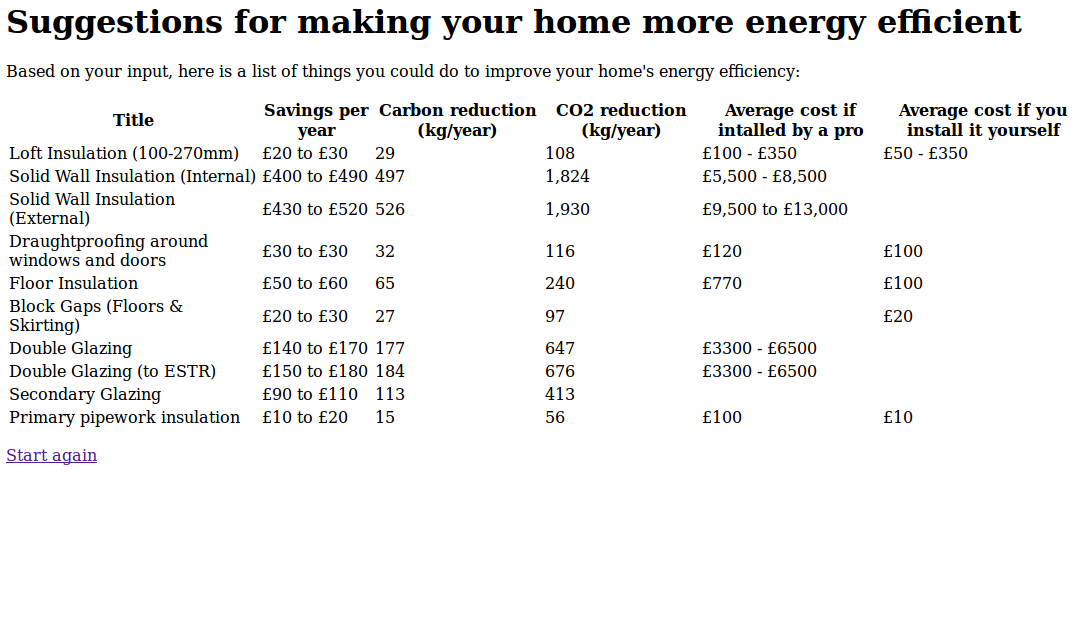 Suggestions for making your home more energy efficient
Based on your input, here is a list of things you could do to improve your home's energy efficiency:
Title Savings per year Carbon reduction (kg/year) CO2 reduction (kg/year) Average cost if intalled by a pro Average cost if you install it yourself
Loft Insulation (100-270mm) £20 to £30 29 108 £100 - £350 £50 - £350
Solid Wall Insulation (Internal) £400 to £490 497 1,824 £5,500 - £8,500
Solid Wall Insulation (External) £430 to £520 526 1,930 £9,500 to £13,000
Draughtproofing around windows and doors £30 to £30 32 116 £120 £100
Floor Insulation £50 to £60 65 240 £770 £100
Block Gaps (Floors & Skirting) £20 to £30 27 97 £20
Double Glazing £140 to £170 177 647 £3300 - £6500
Double Glazing (to ESTR) £150 to £180 184 676 £3300 - £6500
Secondary Glazing £90 to £110 113 413
Primary pipework insulation £10 to £20 15 56 £100 £10
Start again